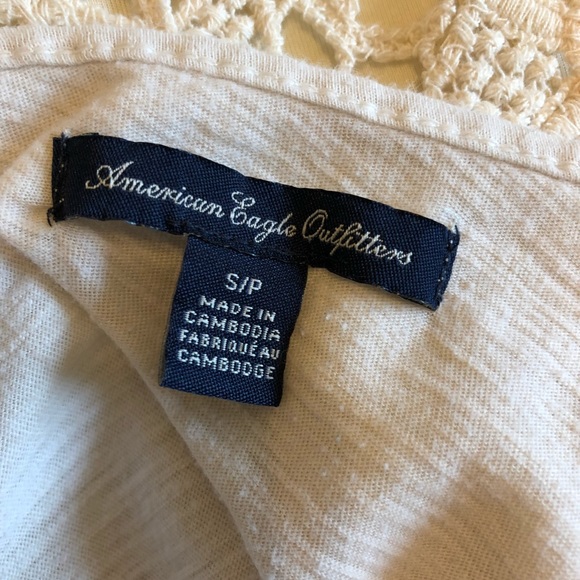 American Eagle Outfitters
S/P
MADE IN
CAMBODIA
FABRIQUÉ AU
CAMBODGE